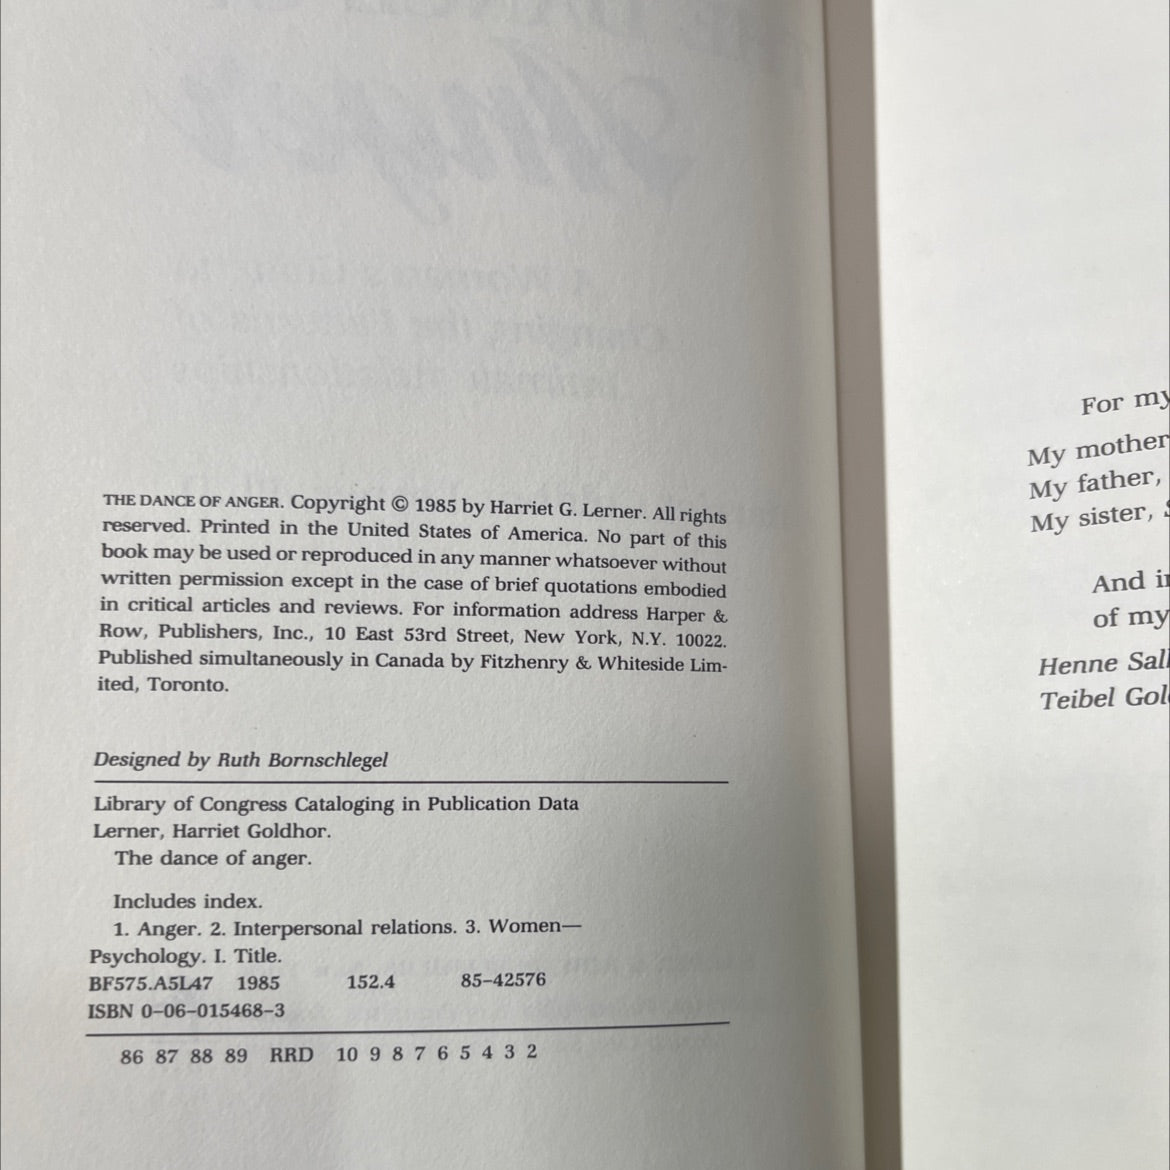 THE DANCE OF ANGER. Copyright © 1985 by Harriet G. Lerner. All rights
reserved. Printed in the United States of America. No part of this
book may be used or reproduced in any manner whatsoever without
written permission except in the case of brief quotations embodied
in critical articles and reviews. For information address Harper &
Row, Publishers, Inc., 10 East 53rd Street, New York, N.Y. 10022.
Published simultaneously in Canada by Fitzhenry & Whiteside Lim-
ited, Toronto.
Designed by Ruth Bornschlegel
Library of Congress Cataloging in Publication Data
Lerner, Harriet Goldhor.
The dance of anger.
Includes index.
1. Anger. 2. Interpersonal relations. 3. Women—
Psychology. I. Title.
BF575.A5L47 1985 152.4 85–42576
ISBN 0–06–015468–3
86 87 88 89 RRD 10 9 8 7 6 5 4 3 2
For my
My mother
My father,
My sister,
And
of my
Henne
Teibel